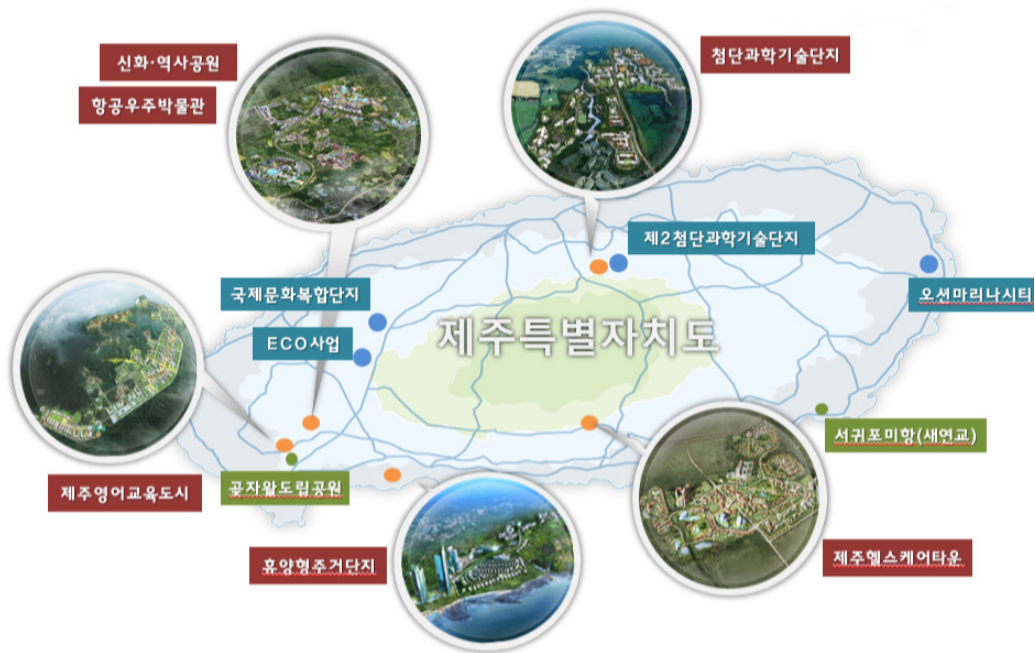 신화·역사공원
항공우주박물관
첨단과학기술단지
제2첨단과학기술단지
국제문화복합단지
오션마리나시티
ECO사업
제주특별자치도
서귀포미항(새연교)
제주영어교육도시
곶자왈도립공원
휴양형주거단지
제주헬스케어타운